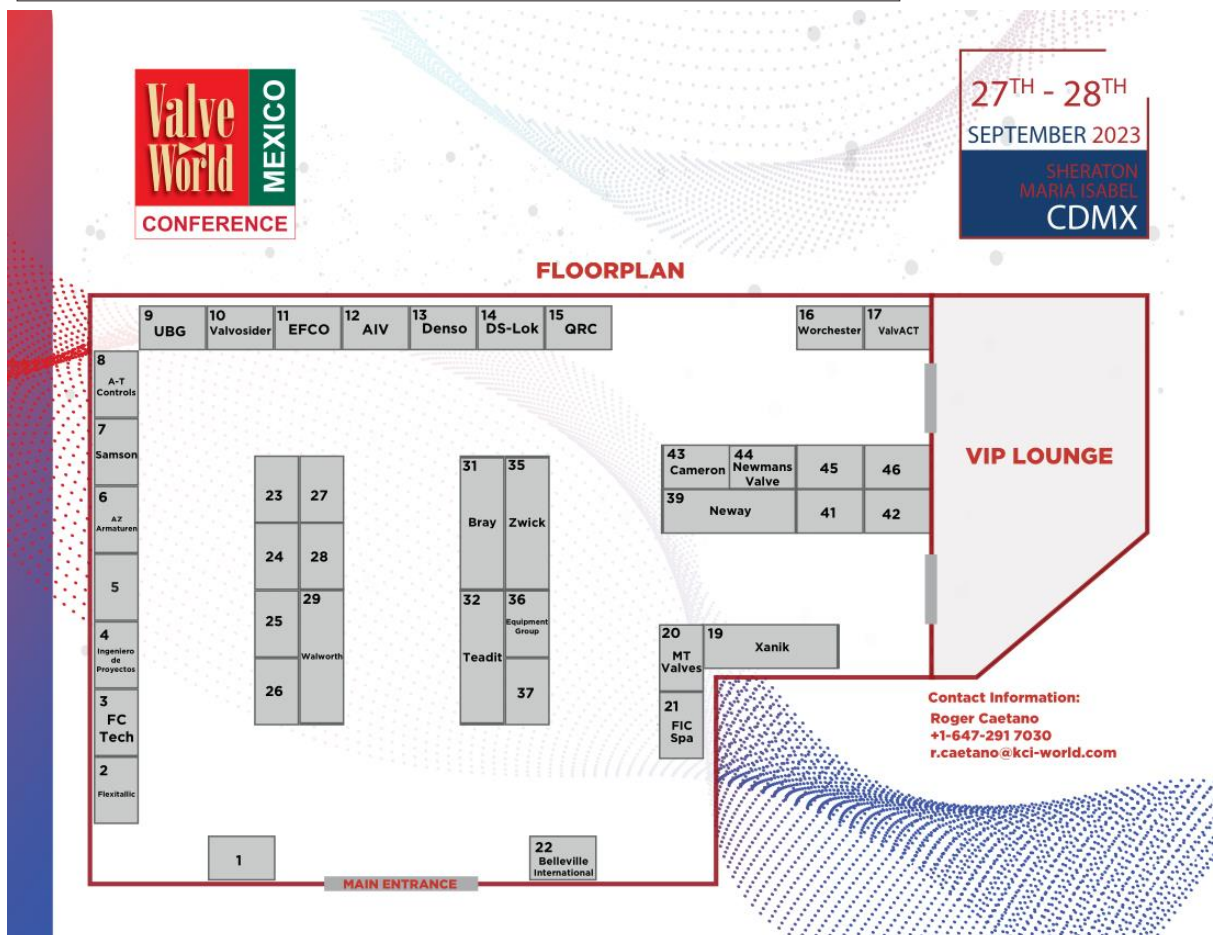 Valve
World
MEXICO
CONFERENCE
27TH - 28TH
SEPTEMBER 2023
SHERATON
MARIA ISABEL
CDMX
FLOORPLAN
9
UBG
10
Valvosider
11
EFCO
12
AIV
13
Denso
14
DS-Lok
15
QRC
16
Worchester
17
ValvACT
8
A-T
Controls
7
Samson
6
AZ
Armaturen
5
4
Ingeniero
de
Proyectos
3
FC
Tech
2
Flexitallic
1
23
27
24
28
25
29
Walworth
26
31
Bray
35
Zwick
32
Teadit
36
Equipment
Group
37
43
Cameron
44
Newmans
Valve
45
46
39
Neway
41
42
VIP LOUNGE
20
MT
Valves
19
Xanik
21
FIC
Spa
22
Belleville
International
MAIN ENTRANCE
Contact Information:
Roger Caetano
+1-647-291 7030
r.caetano@kci-world.com